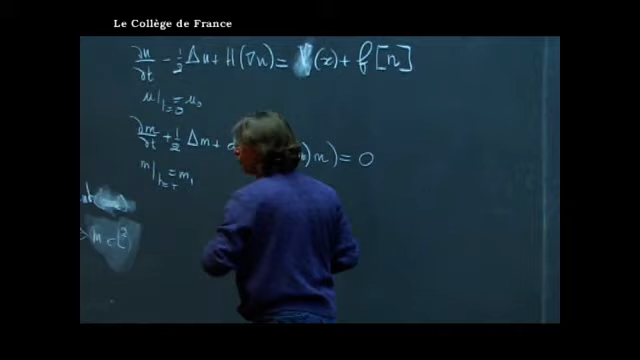 Le Collège de France
∂u/∂t - 1/2 Δu + H(∇u) = V(x) + f[m]
u|t=0 = u0
∂m/∂t + 1/2 Δm + d m) = 0
m|t=T = m1